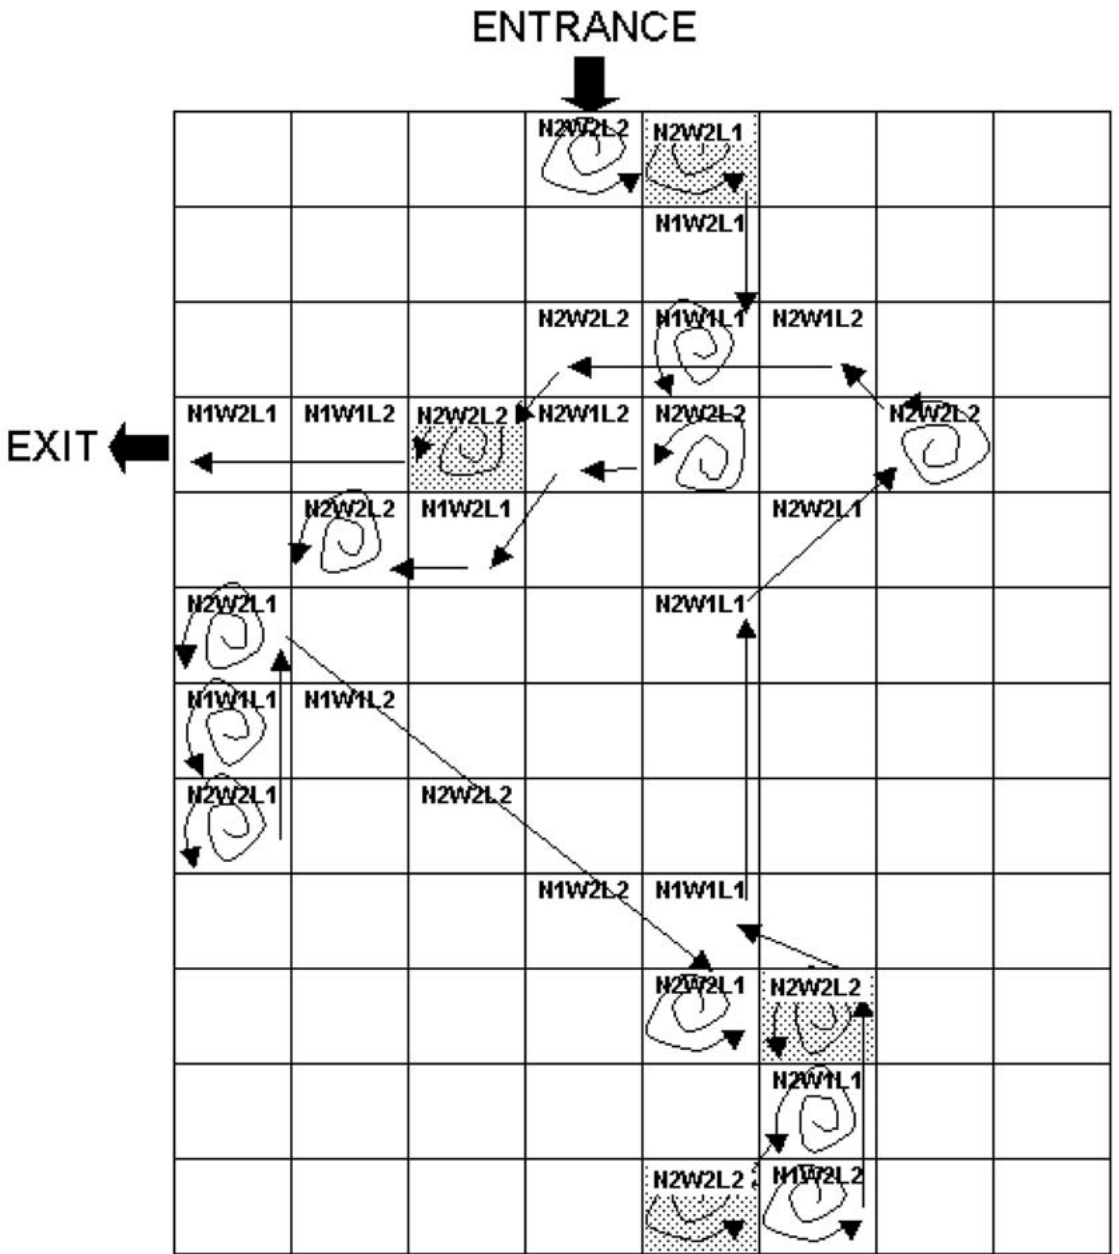 ENTRANCE
N2W2L2 N2W2L1
N1W2L1
N2W2L2 N1W1L1 N2W1L2
EXIT N1W2L1 N1W1L2 N2W2L2 N2W1L2 N2W2L2 N2W2L2
N2W2L2 N1W2L1 N2W2L1
N2W2L1 N2W1L1
N1W1L1 N1W1L2
N2W2L1 N2W2L2
N1W2L2 N1W1L1
N2W2L1 N2W2L2
N2W1L1
N2W2L2 N1W2L2